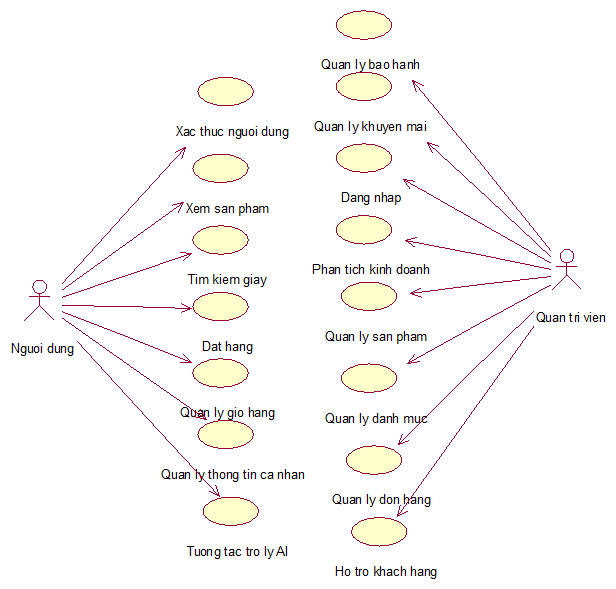 Quan ly bao hanh
Xac thuc nguoi dung
Quan ly khuyen mai
Xem san pham
Dang nhap
Tim kiem giay
Phan tich kinh doanh
Nguoi dung
Dat hang
Quan ly san pham
Quan tri vien
Quan ly gio hang
Quan ly danh muc
Quan ly thong tin ca nhan
Quan ly don hang
Tuong tac tro ly AI
Ho tro khach hang